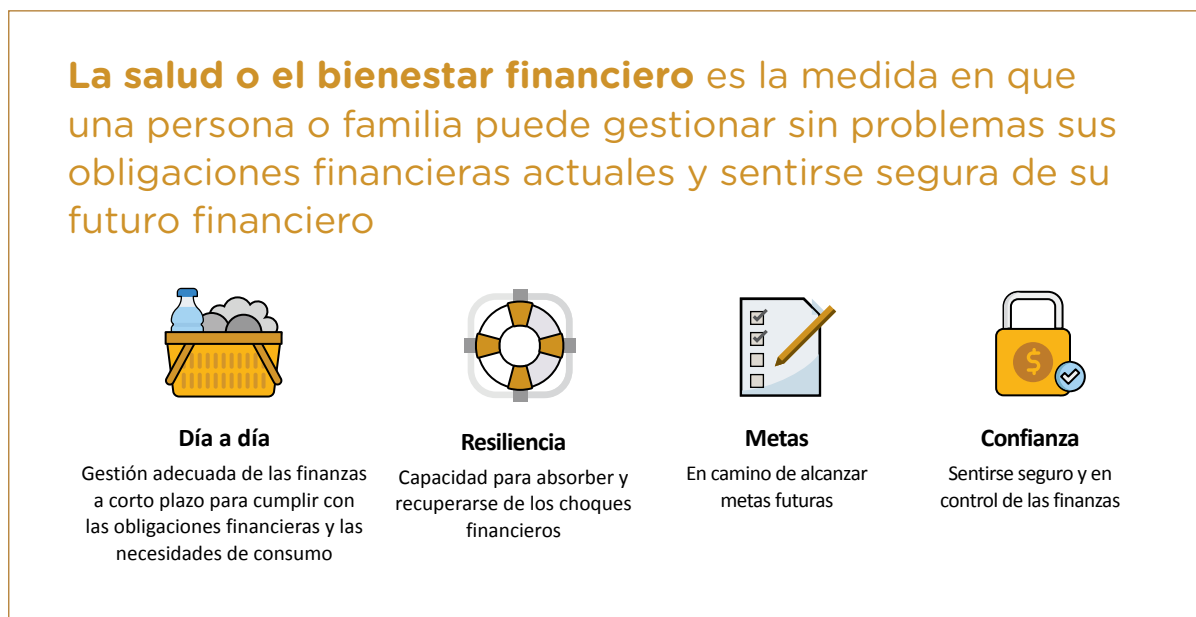 La salud o el bienestar financiero es la medida en que
una persona o familia puede gestionar sin problemas sus
obligaciones financieras actuales y sentirse segura de su
futuro financiero
$
Día a día
Gestión adecuada de las finanzas
a corto plazo para cumplir con
las obligaciones financieras y las
necesidades de consumo
Resiliencia
Capacidad para absorber y
recuperarse de los choques
financieros
Metas
En camino de alcanzar
metas futuras
Confianza
Sentirse seguro y en
control de las finanzas